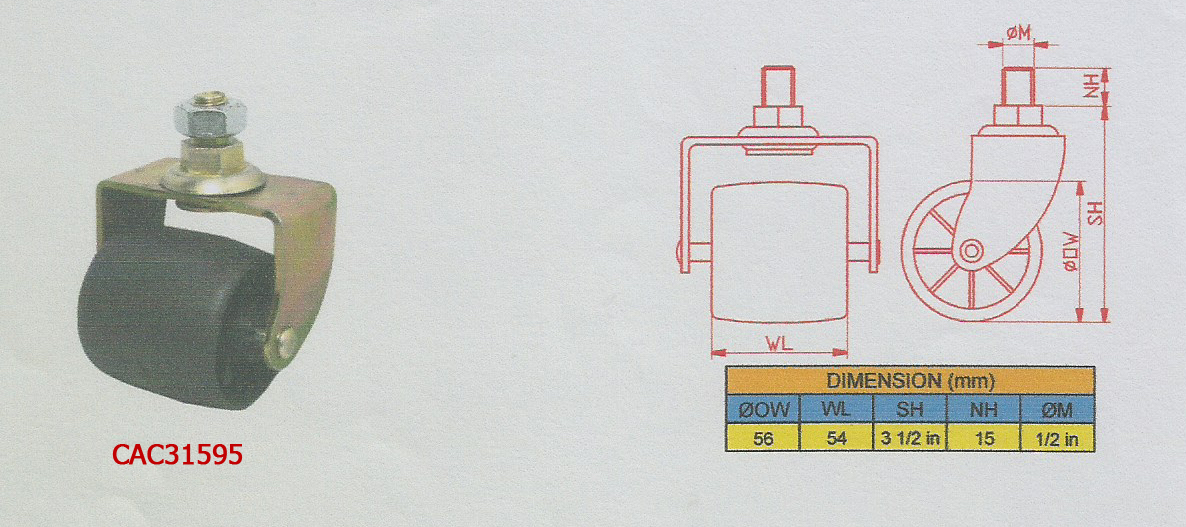 ØM
NH
SH
Ø□W
WL
CAC31595
DIMENSION (mm)
ØOW WL SH NH ØM
56 54 3 1/2 in 15 1/2 in